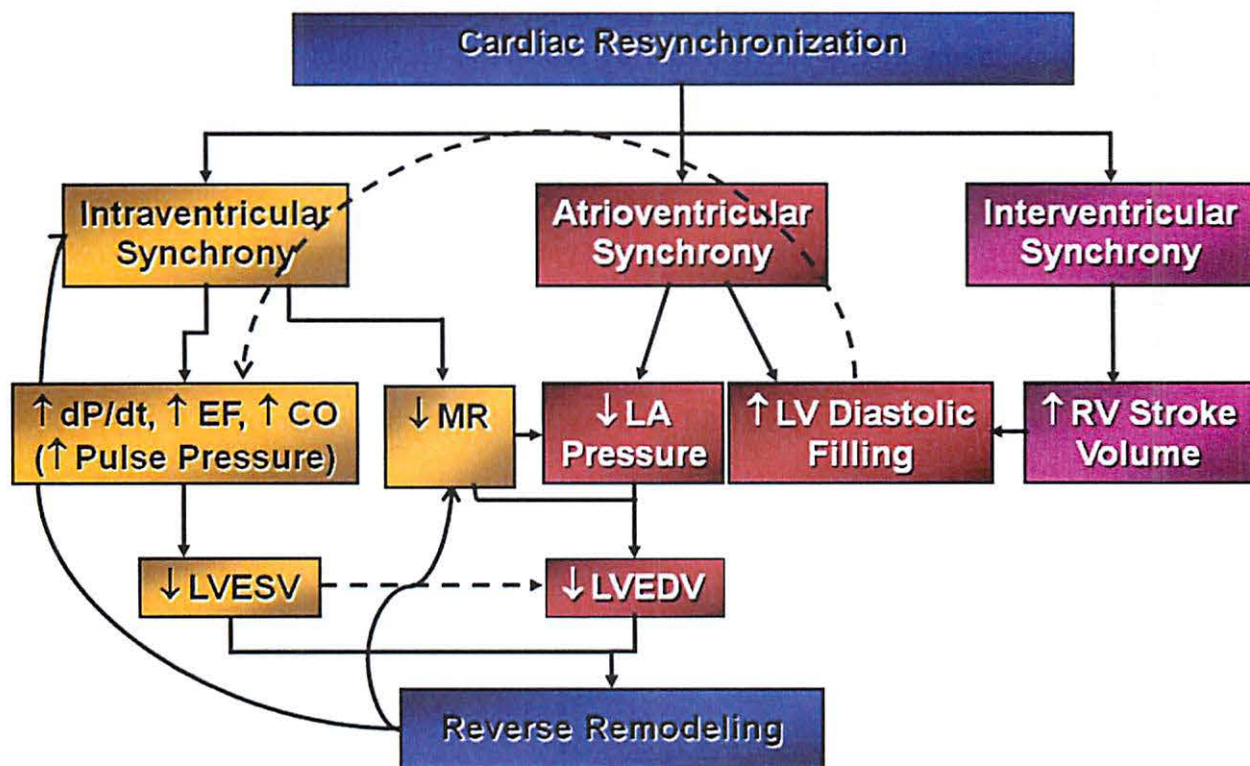 Cardiac Resynchronization
Intraventricular
Synchrony
Atrioventricular
Synchrony
Interventricular
Synchrony
↑ dP/dt, ↑ EF, ↑ CO
(↑ Pulse Pressure)
↓ MR
↓ LA
Pressure
↑ LV Diastolic
Filling
↑ RV Stroke
Volume
↓ LVESV
↓ LVEDV
Reverse Remodeling